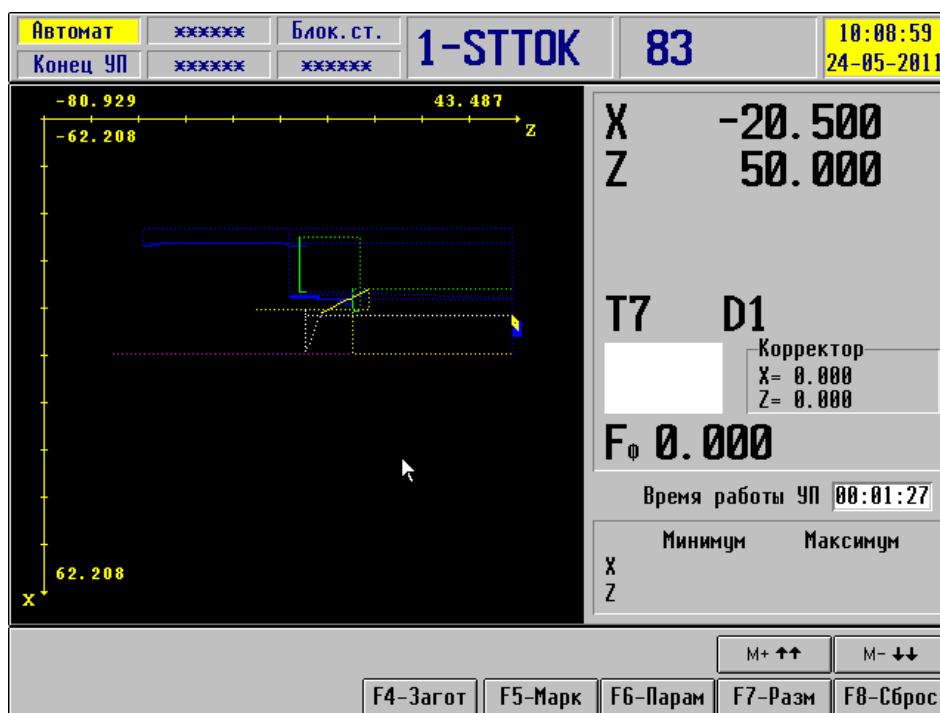 Автомат ****** Блок.ст. 1-STTOK 83 10:08:59
Конец УП ****** ****** 24-05-2011
-80.929 43.487
-62.208 Z
X -20.500
Z 50.000
T7 D1
Корректор
X= 0.000
Z= 0.000
Fφ 0.000
Время работы УП 00:01:27
Минимум Максимум
X
Z
62.208
X
M+ ↑↑ M- ↓↓
F4-Загот F5-Марк F6-Парам F7-Разм F8-Сброс